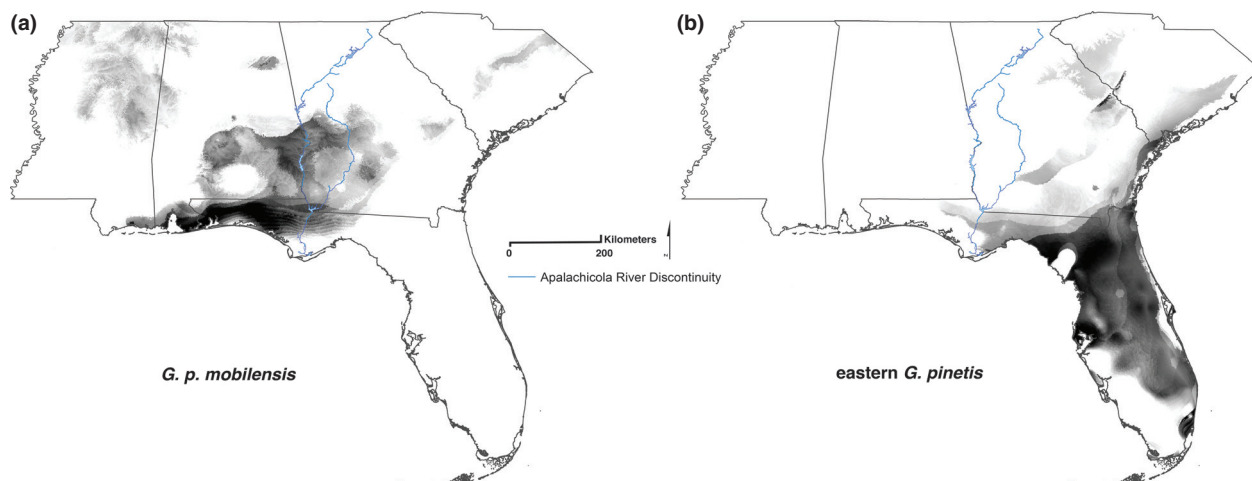 (a)
(b)
Kilometers
0 200
Apalachicola River Discontinuity
G. p. mobilensis
eastern G. pinetis